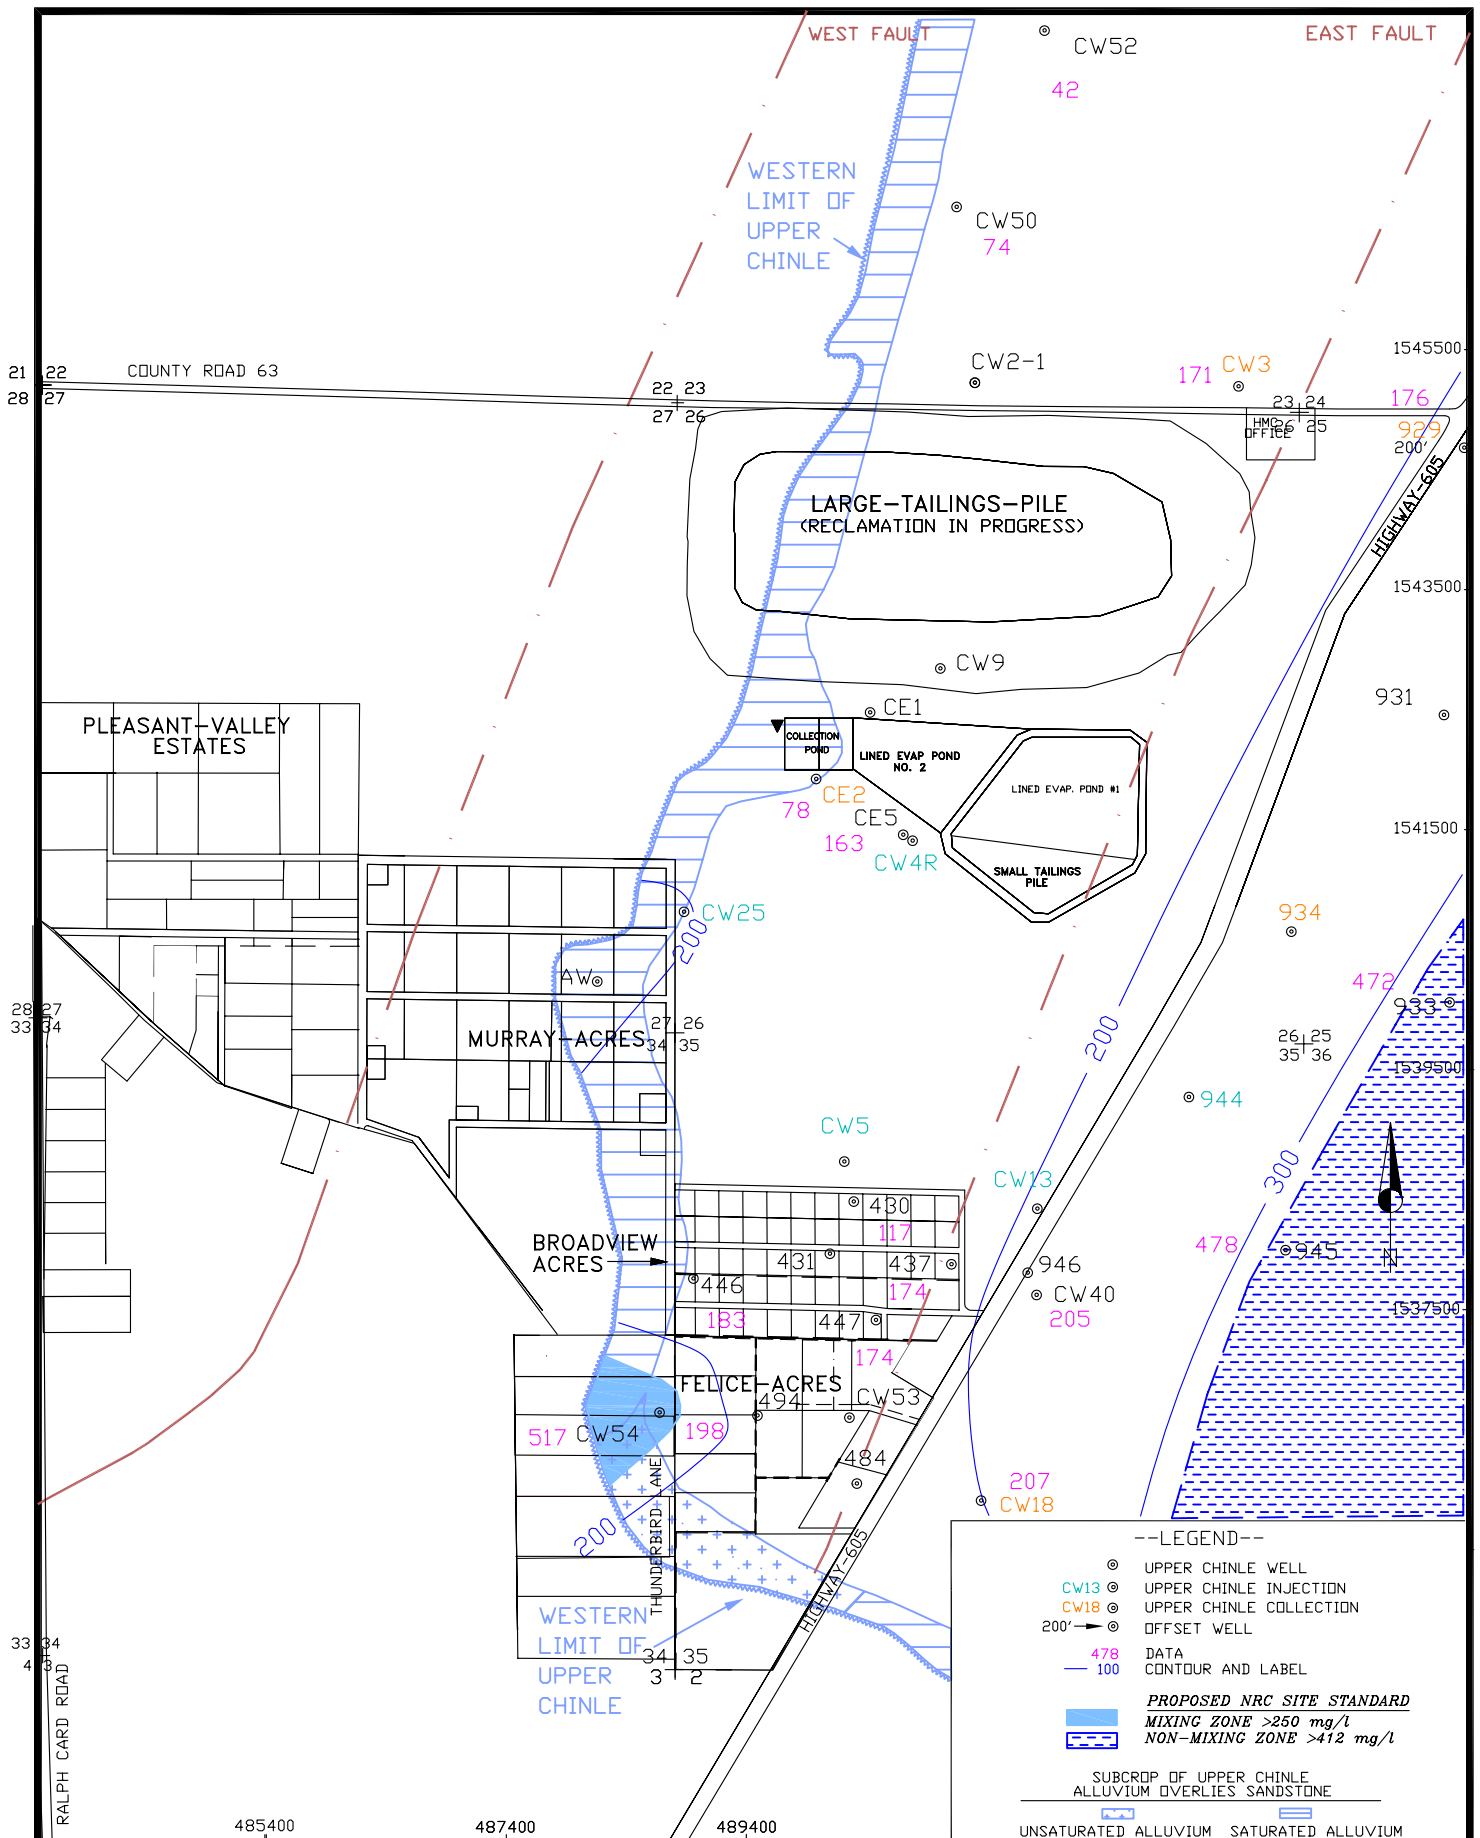 WEST FAULT
EAST FAULT
CW52
42
WESTERN
LIMIT OF
UPPER
CHINLE
CW50
74
1545500
COUNTY ROAD 63
21 22
28 27
22 23
27 26
CW2-1
171 CW3
23 24
26 25
176
929
200'
HMC
OFFICE
HIGHWAY-605
LARGE-TAILINGS-PILE
(RECLAMATION IN PROGRESS)
1543500
CW9
931
CE1
PLEASANT-VALLEY
ESTATES
COLLECTION
POND
LINED EVAP POND
NO. 2
LINED EVAP. POND #1
CE2
78
CE5
163
CW4R
1541500
SMALL TAILINGS
PILE
CW25
200
934
AW
472
933
28 27
33 34
MURRAY-ACRES
27 26
34 35
200
26 25
35 36
1539500
944
CW5
300
CW13
430
117
BROADVIEW
ACRES
431
437
446
174
183
447
174
946
CW40
205
478
945
N
1537500
FELICE-ACRES
494
CW53
517 CW54
198
484
200
207
CW18
THUNDERBIRD LANE
HIGHWAY-605
WESTERN
LIMIT OF
UPPER
CHINLE
33 34
4 3
34 35
3 2
RALPH CARD ROAD
485400
487400
489400
--LEGEND--
UPPER CHINLE WELL
CW13 UPPER CHINLE INJECTION
CW18 UPPER CHINLE COLLECTION
200' OFFSET WELL
478 DATA
100 CONTOUR AND LABEL
PROPOSED NRC SITE STANDARD
MIXING ZONE >250 mg/l
NON-MIXING ZONE >412 mg/l
SUBCROP OF UPPER CHINLE
ALLUVIUM OVERLIES SANDSTONE
UNSATURATED ALLUVIUM SATURATED ALLUVIUM